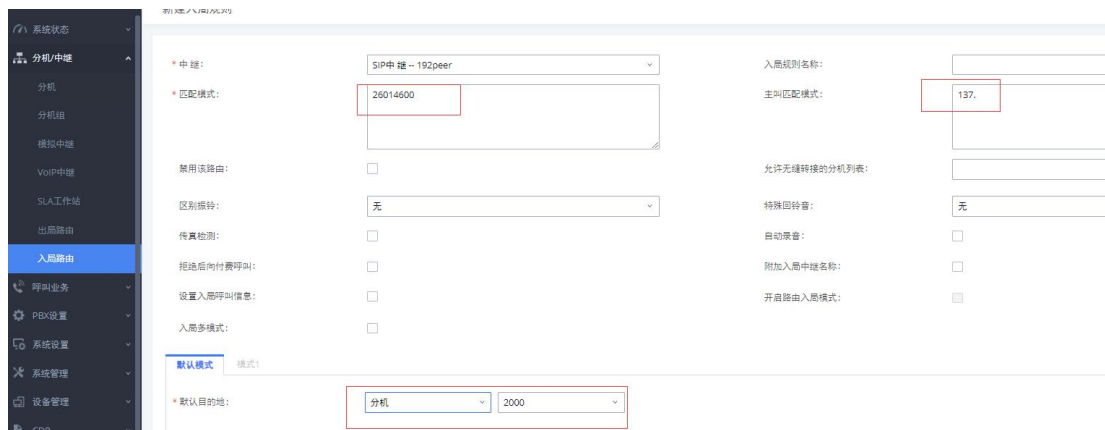 新建入局规则
系统状态
分机/中继
分机
分机组
模拟中继
VoIP中继
SLA工作站
出局路由
入局路由
呼叫业务
PBX设置
系统设置
系统管理
设备管理
CDR
* 中继: SIP中继 -- 192peer 入局规则名称:
* 匹配模式: 26014600 主叫匹配模式: 137.
禁用该路由: 允许无缝转接的分机列表:
区别振铃: 无 特殊回铃音: 无
传真检测: 自动录音:
拒绝后向付费呼叫: 附加入局中继名称:
设置入局呼叫信息: 开启路由入局模式:
入局多模式:
默认模式 模式1
* 默认目的地: 分机 2000